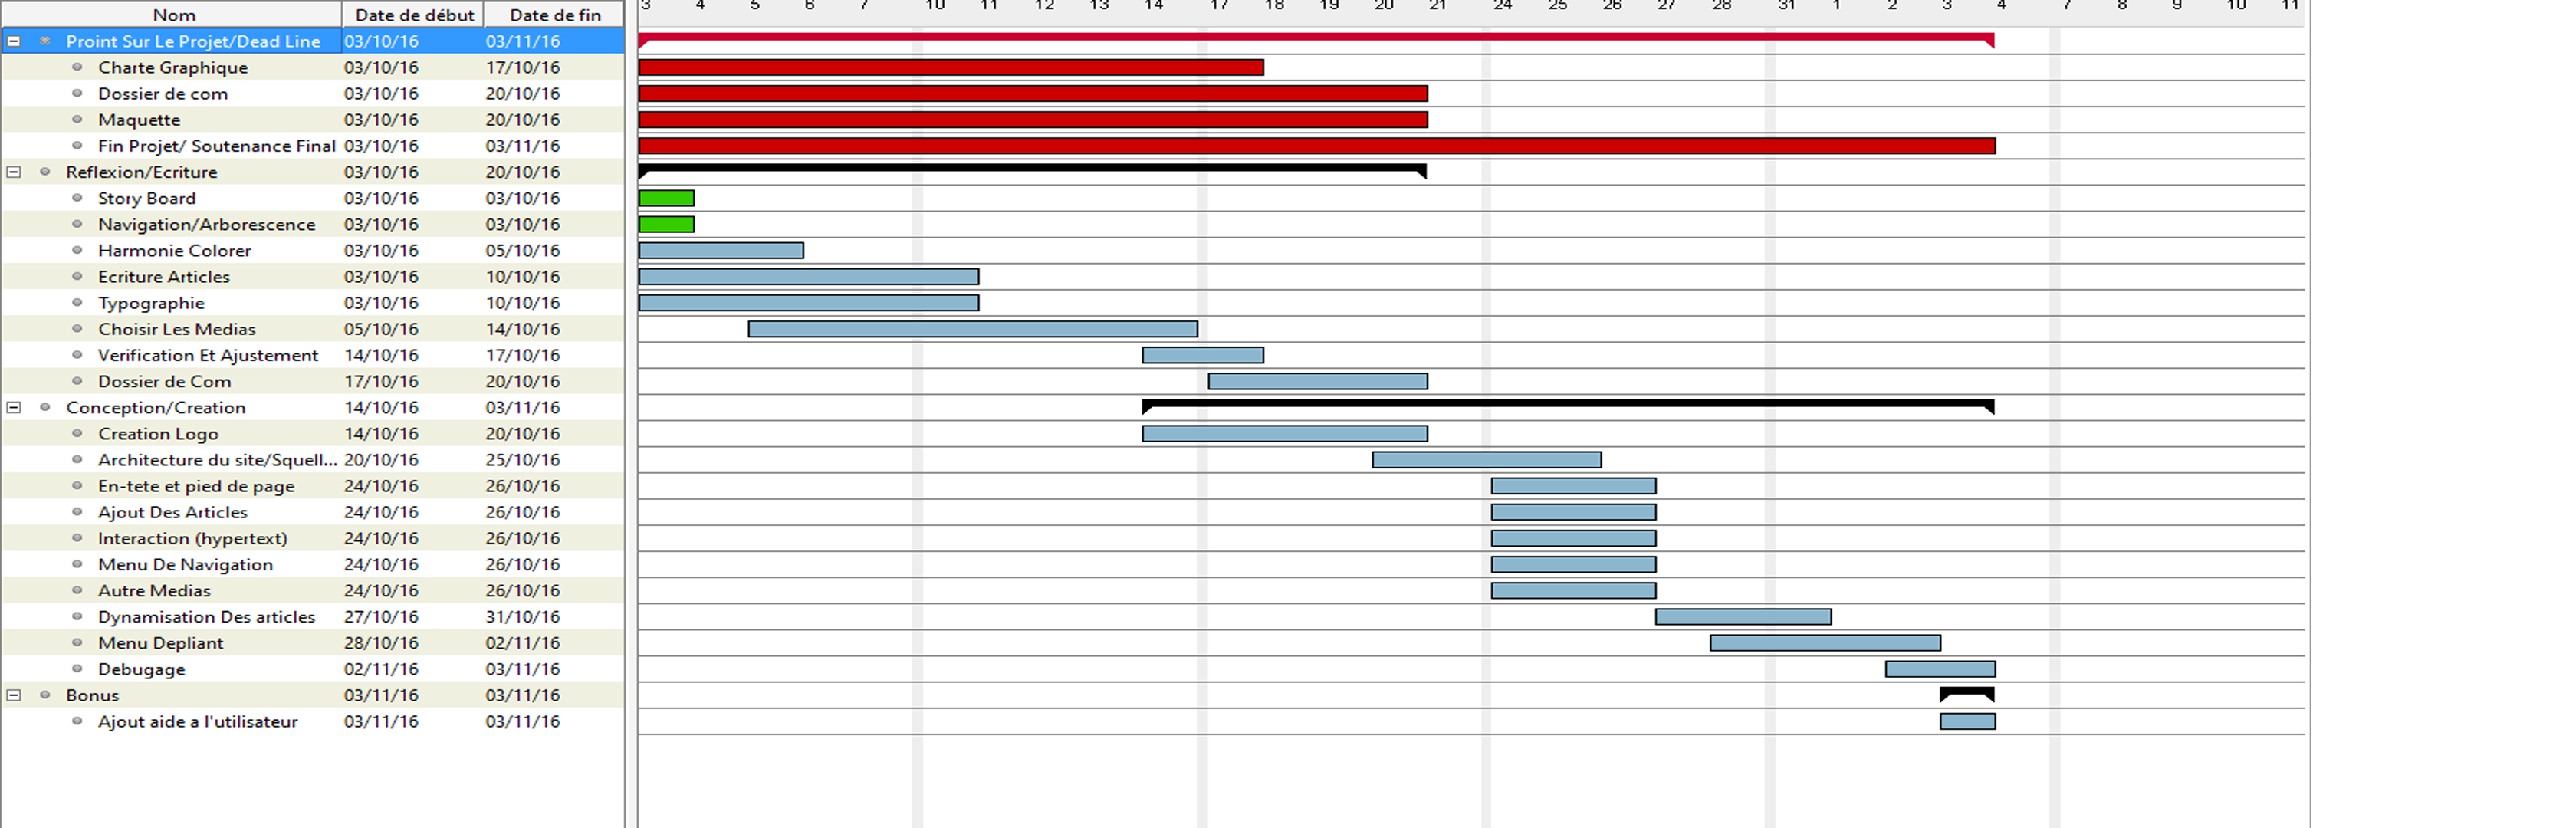 Nom Date de début Date de fin 3 4 5 6 7 10 11 12 13 14 17 18 19 20 21 24 25 26 27 28 31 1 2 3 4 7 8 9 10 11
Proint Sur Le Projet/Dead Line 03/10/16 03/11/16
Charte Graphique 03/10/16 17/10/16
Dossier de com 03/10/16 20/10/16
Maquette 03/10/16 20/10/16
Fin Projet/ Soutenance Final 03/10/16 03/11/16
Reflexion/Ecriture 03/10/16 20/10/16
Story Board 03/10/16 03/10/16
Navigation/Arborescence 03/10/16 03/10/16
Harmonie Colorer 03/10/16 05/10/16
Ecriture Articles 03/10/16 10/10/16
Typographie 03/10/16 10/10/16
Choisir Les Medias 05/10/16 14/10/16
Verification Et Ajustement 14/10/16 17/10/16
Dossier de Com 17/10/16 20/10/16
Conception/Creation 14/10/16 03/11/16
Creation Logo 14/10/16 20/10/16
Architecture du site/Squell... 20/10/16 25/10/16
En-tete et pied de page 24/10/16 26/10/16
Ajout Des Articles 24/10/16 26/10/16
Interaction (hypertext) 24/10/16 26/10/16
Menu De Navigation 24/10/16 26/10/16
Autre Medias 24/10/16 26/10/16
Dynamisation Des articles 27/10/16 31/10/16
Menu Depliant 28/10/16 02/11/16
Debugage 02/11/16 03/11/16
Bonus 03/11/16 03/11/16
Ajout aide a l'utilisateur 03/11/16 03/11/16